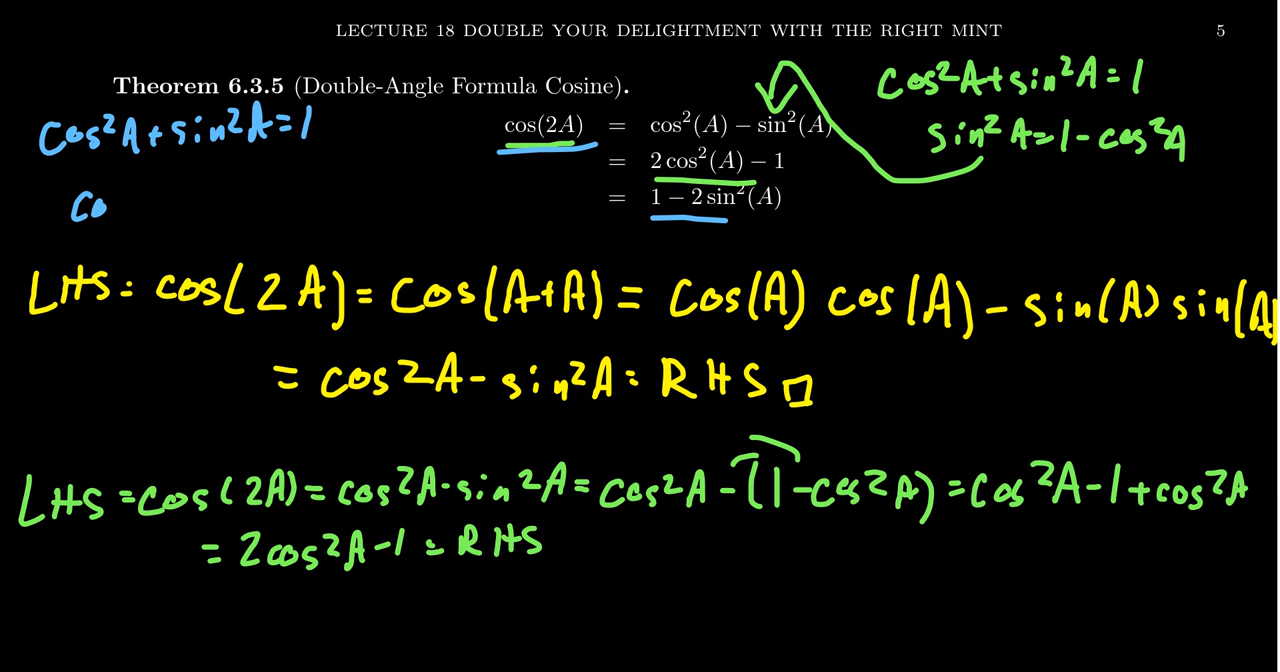 LECTURE 18 DOUBLE YOUR DELIGHTMENT WITH THE RIGHT MINT 5
Theorem 6.3.5 (Double-Angle Formula Cosine).
cos²A+sin²A=1
sin²A=1-cos²A
cos²A+sin²A=1
co
cos(2A) = cos²(A) − sin²(A)
= 2 cos²(A) − 1
= 1 − 2 sin²(A)
LHS = cos(2A) = cos(A+A) = cos(A) cos(A) - sin(A) sin(A)
= cos²A - sin²A = RHS □
LHS = cos(2A) = cos²A - sin²A = cos²A - (1-cos²A) = cos²A - 1 + cos²A
= 2cos²A - 1 = RHS